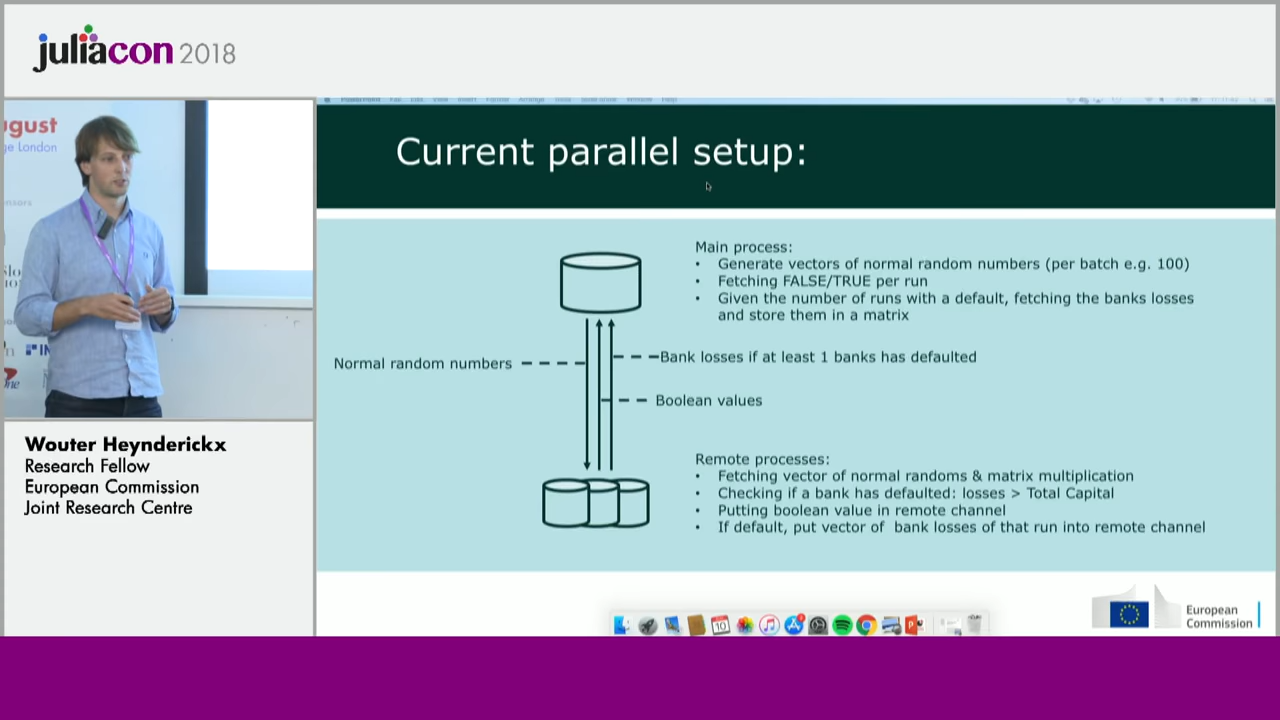 juliacon 2018
gust
ge London
Current parallel setup:
Main process:
• Generate vectors of normal random numbers (per batch e.g. 100)
• Fetching FALSE/TRUE per run
• Given the number of runs with a default, fetching the banks losses
and store them in a matrix
Normal random numbers
Bank losses if at least 1 banks has defaulted
Boolean values
Remote processes:
• Fetching vector of normal randoms & matrix multiplication
• Checking if a bank has defaulted: losses > Total Capital
• Putting boolean value in remote channel
• If default, put vector of bank losses of that run into remote channel
Wouter Heynderickx
Research Fellow
European Commission
Joint Research Centre
10
European
Commission